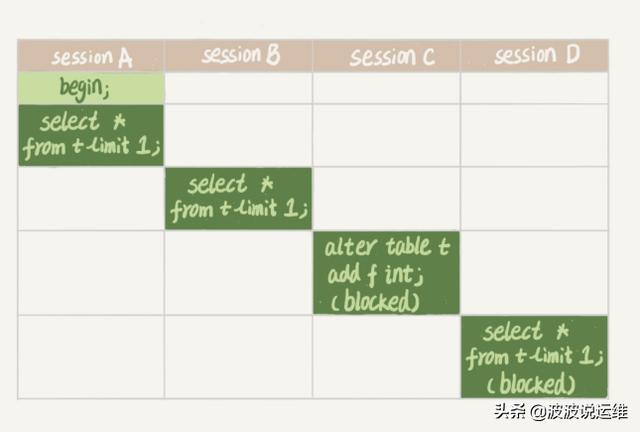 session A
session B
session C
session D
begin;
select *
from t limit 1;
select *
from t limit 1;
alter table t
add f int;
(blocked)
select *
from t limit 1;
(blocked)
头条 @波波说运维